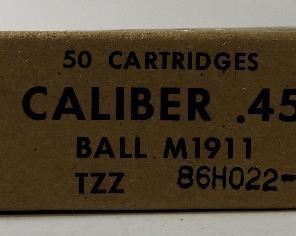 50 CARTRIDGES
CALIBER .45
BALL M1911
TZZ 86H022-